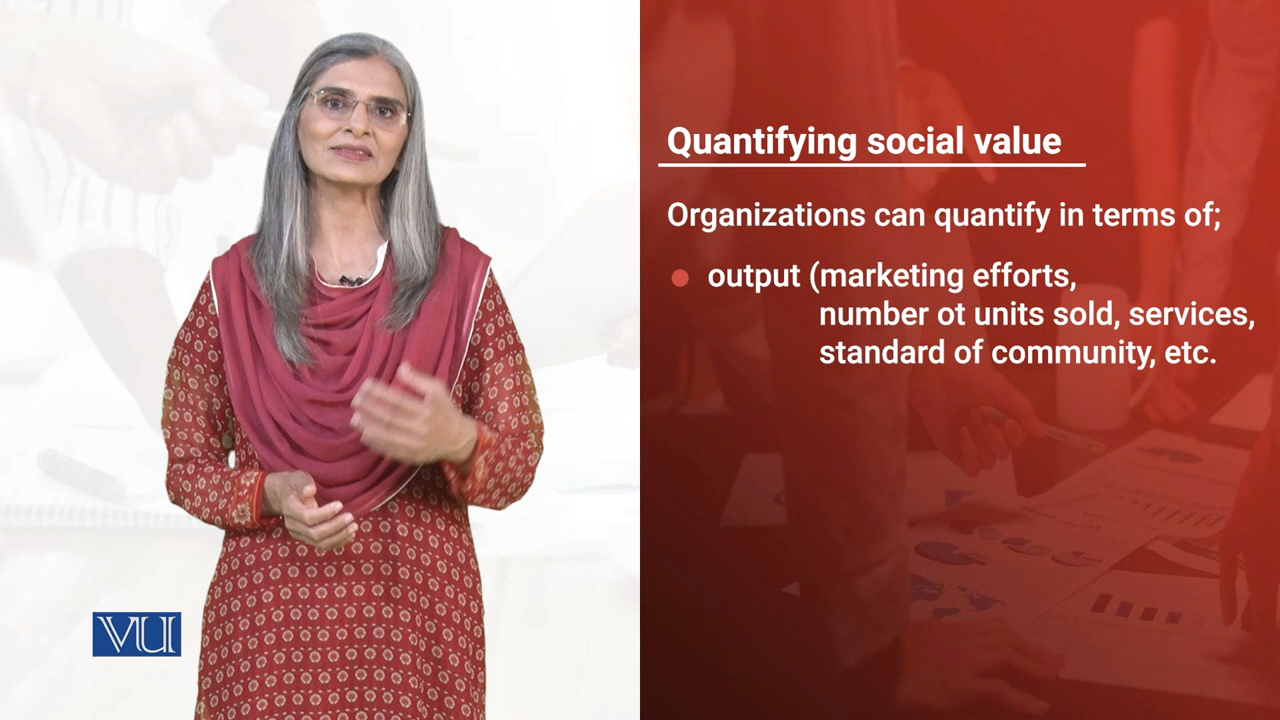 Quantifying social value
Organizations can quantify in terms of;
output (marketing efforts,
number ot units sold, services,
standard of community, etc.
VU